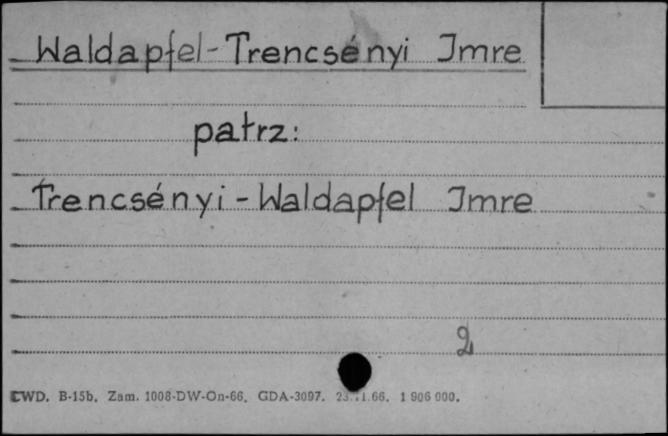 Waldapfel-Trencsényi Imre
patrz:
Trencsényi-Waldapfel Imre
2
CWD. B-15b. Zam. 1008-DW-On-66. GDA-3097. 1 906 000.